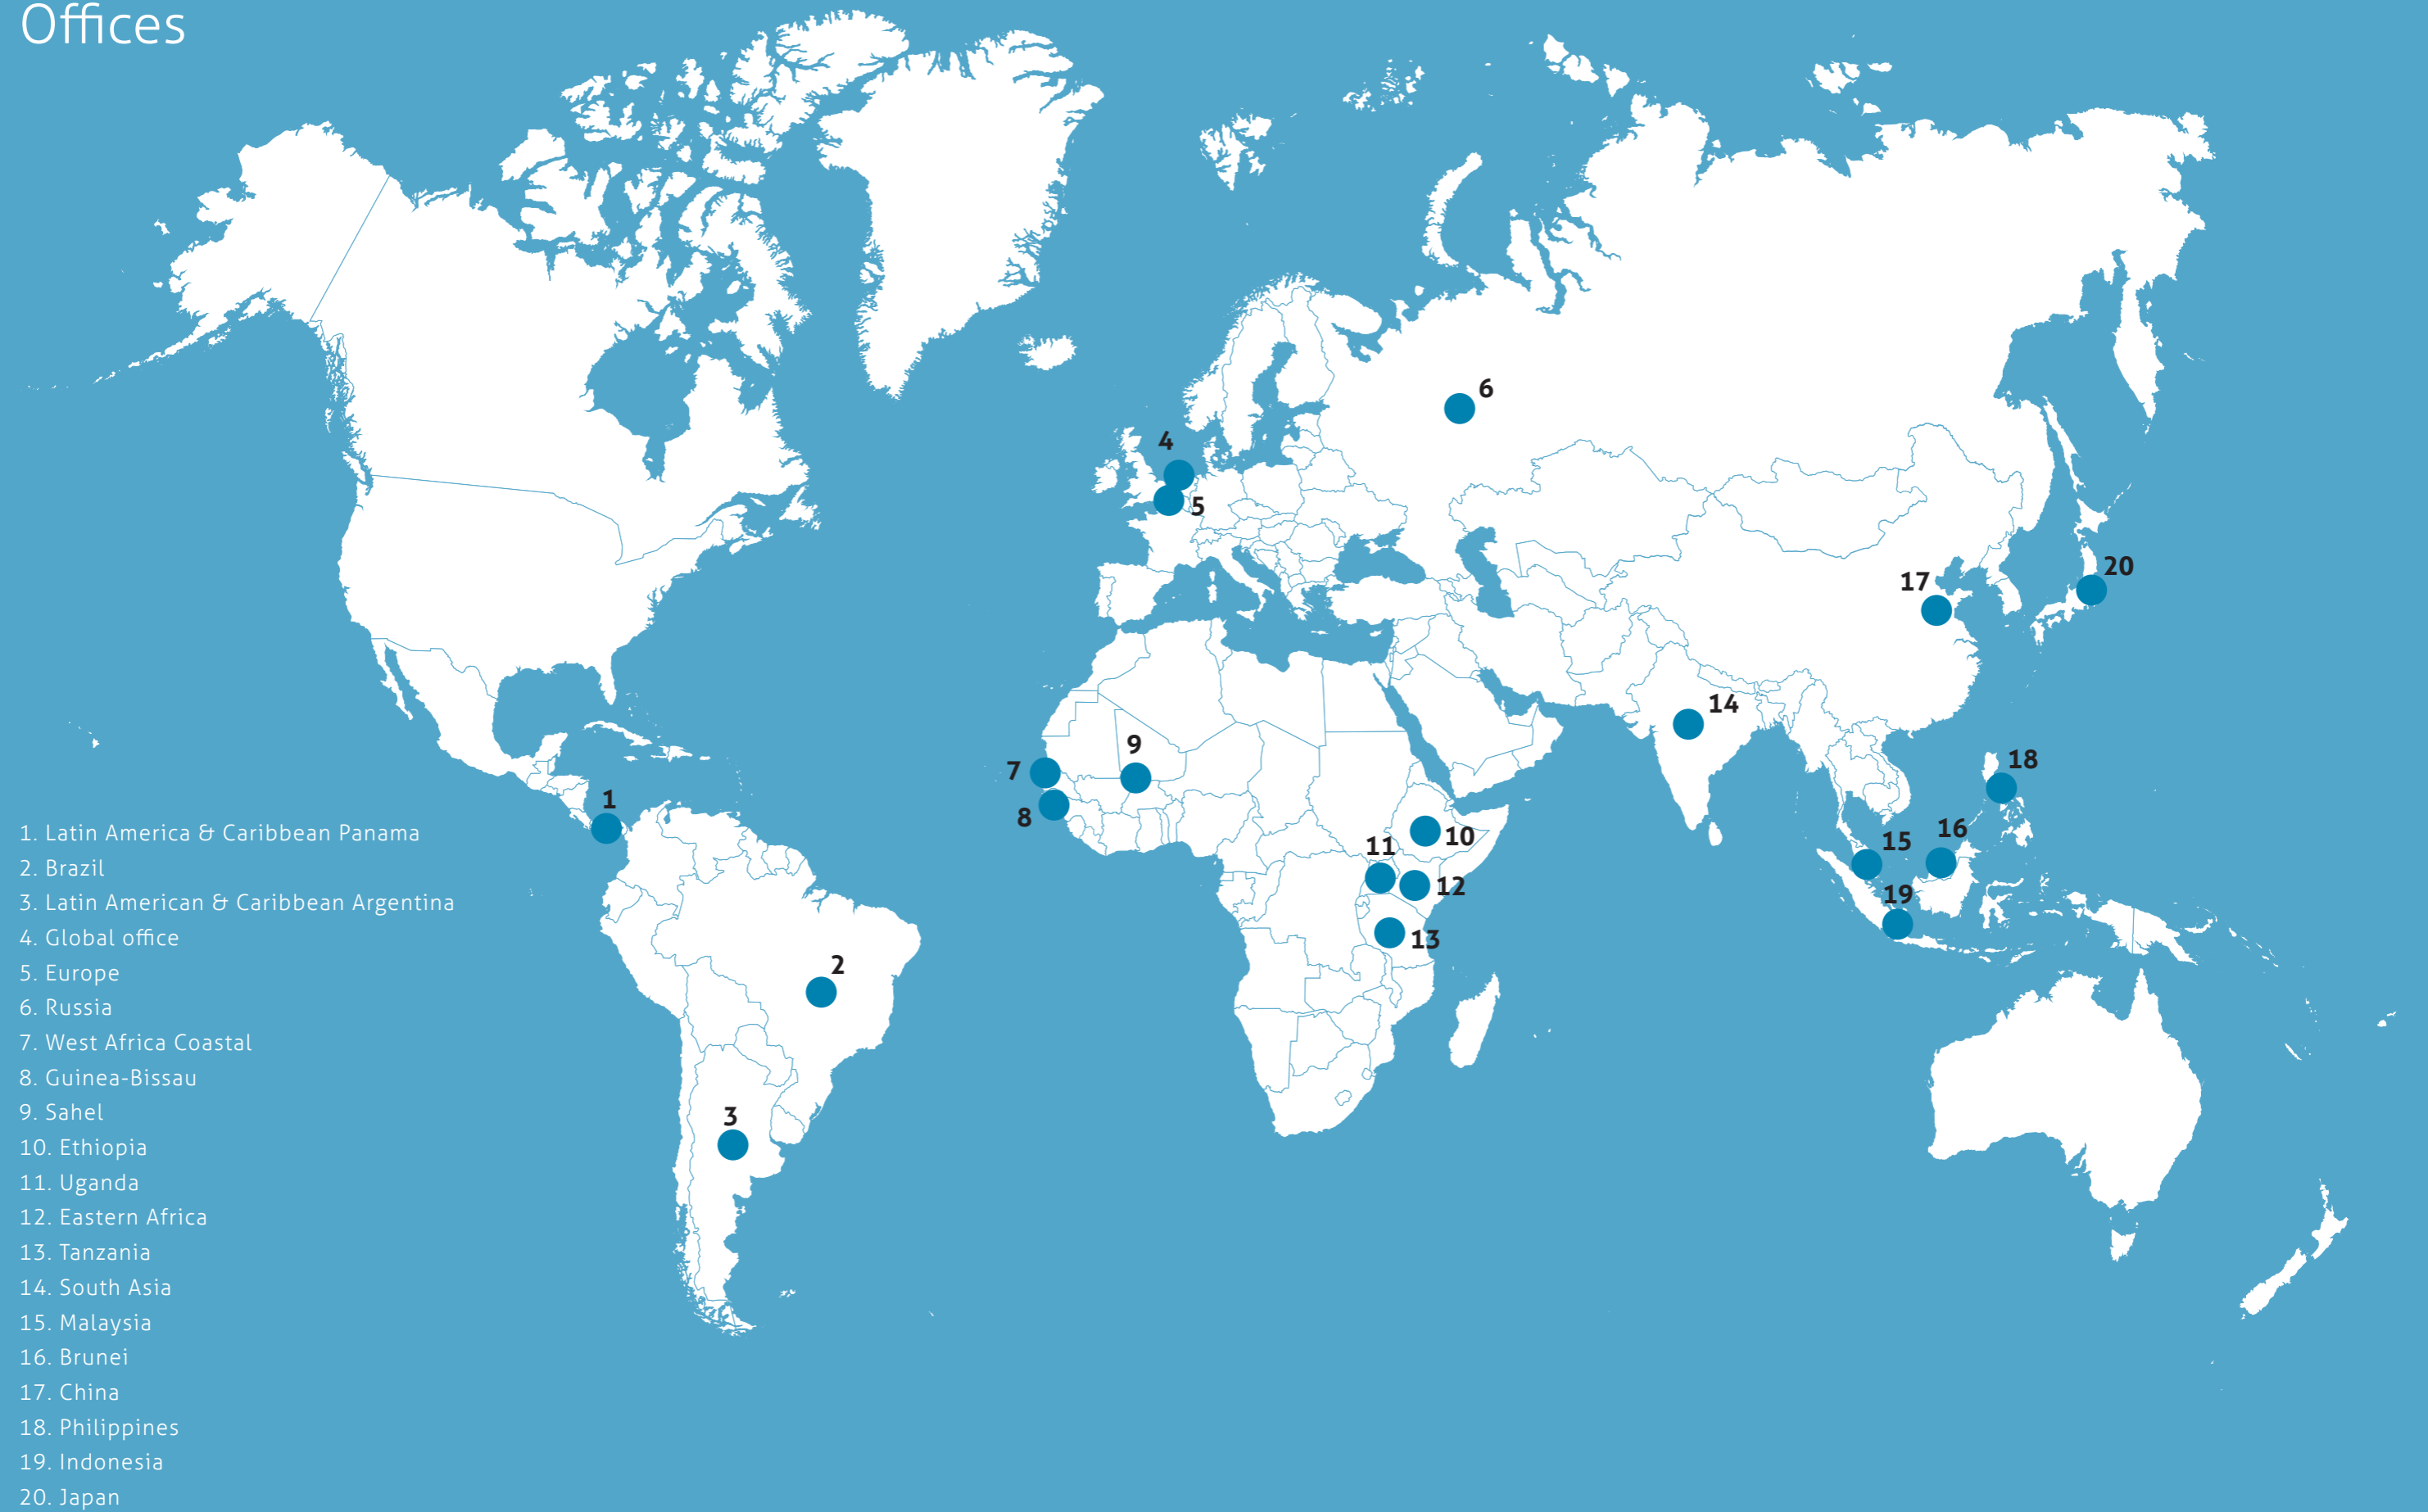 Offices
1. Latin America & Caribbean Panama
2. Brazil
3. Latin American & Caribbean Argentina
4. Global office
5. Europe
6. Russia
7. West Africa Coastal
8. Guinea-Bissau
9. Sahel
10. Ethiopia
11. Uganda
12. Eastern Africa
13. Tanzania
14. South Asia
15. Malaysia
16. Brunei
17. China
18. Philippines
19. Indonesia
20. Japan
1
2
3
4
5
6
7
8
9
10
11
12
13
14
15
16
17
18
19
20